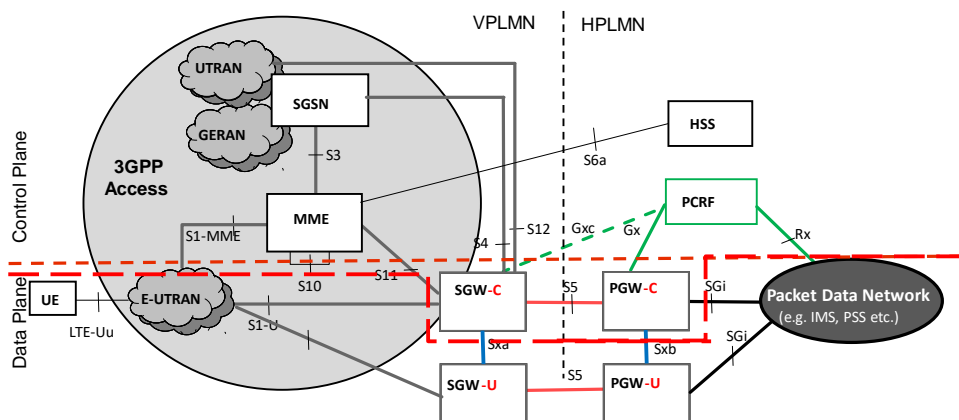 VPLMN
HPLMN
UTRAN
SGSN
GERAN
HSS
S6a
S3
3GPP
Access
Control Plane
MME
PCRF
S1-MME
S12
S4
Gxc
Gx
Rx
S11
S10
Data Plane
UE
E-UTRAN
LTE-Uu
S1-U
SGW-C
S5
PGW-C
SGi
Packet Data Network
(e.g. IMS, PSS etc.)
Sxa
Sxb
SGi
SGW-U
S5
PGW-U